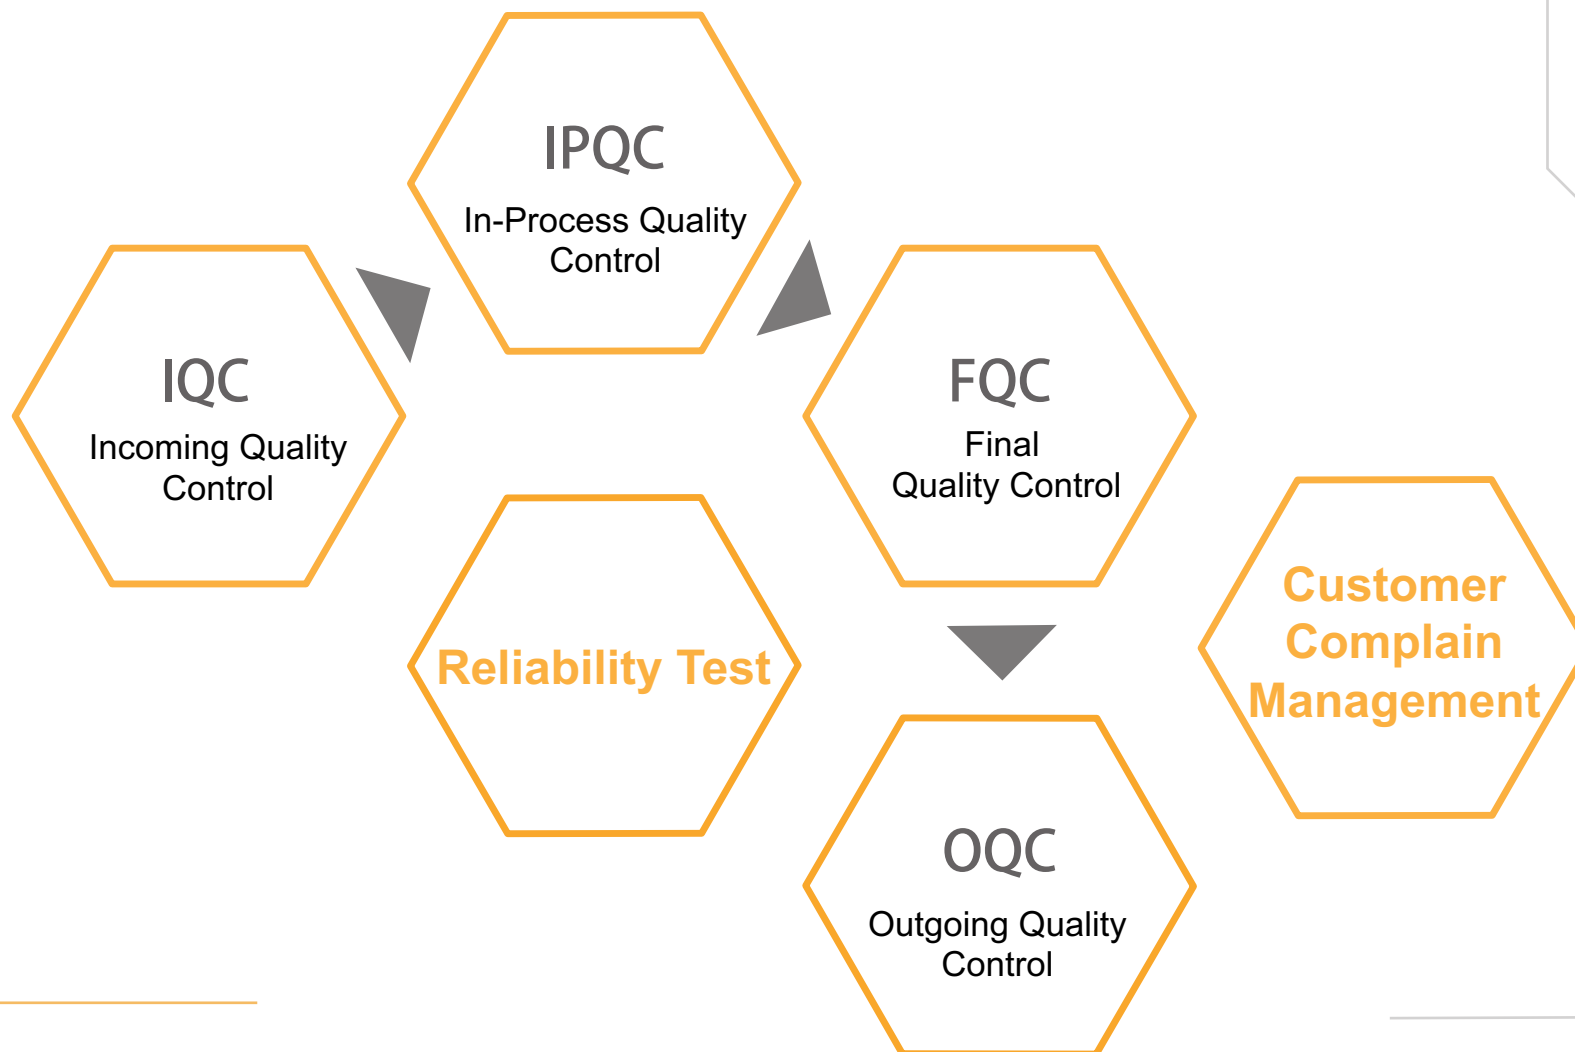 IPQC
In-Process Quality
Control
IQC
Incoming Quality
Control
FQC
Final
Quality Control
Reliability Test
Customer
Complain
Management
OQC
Outgoing Quality
Control